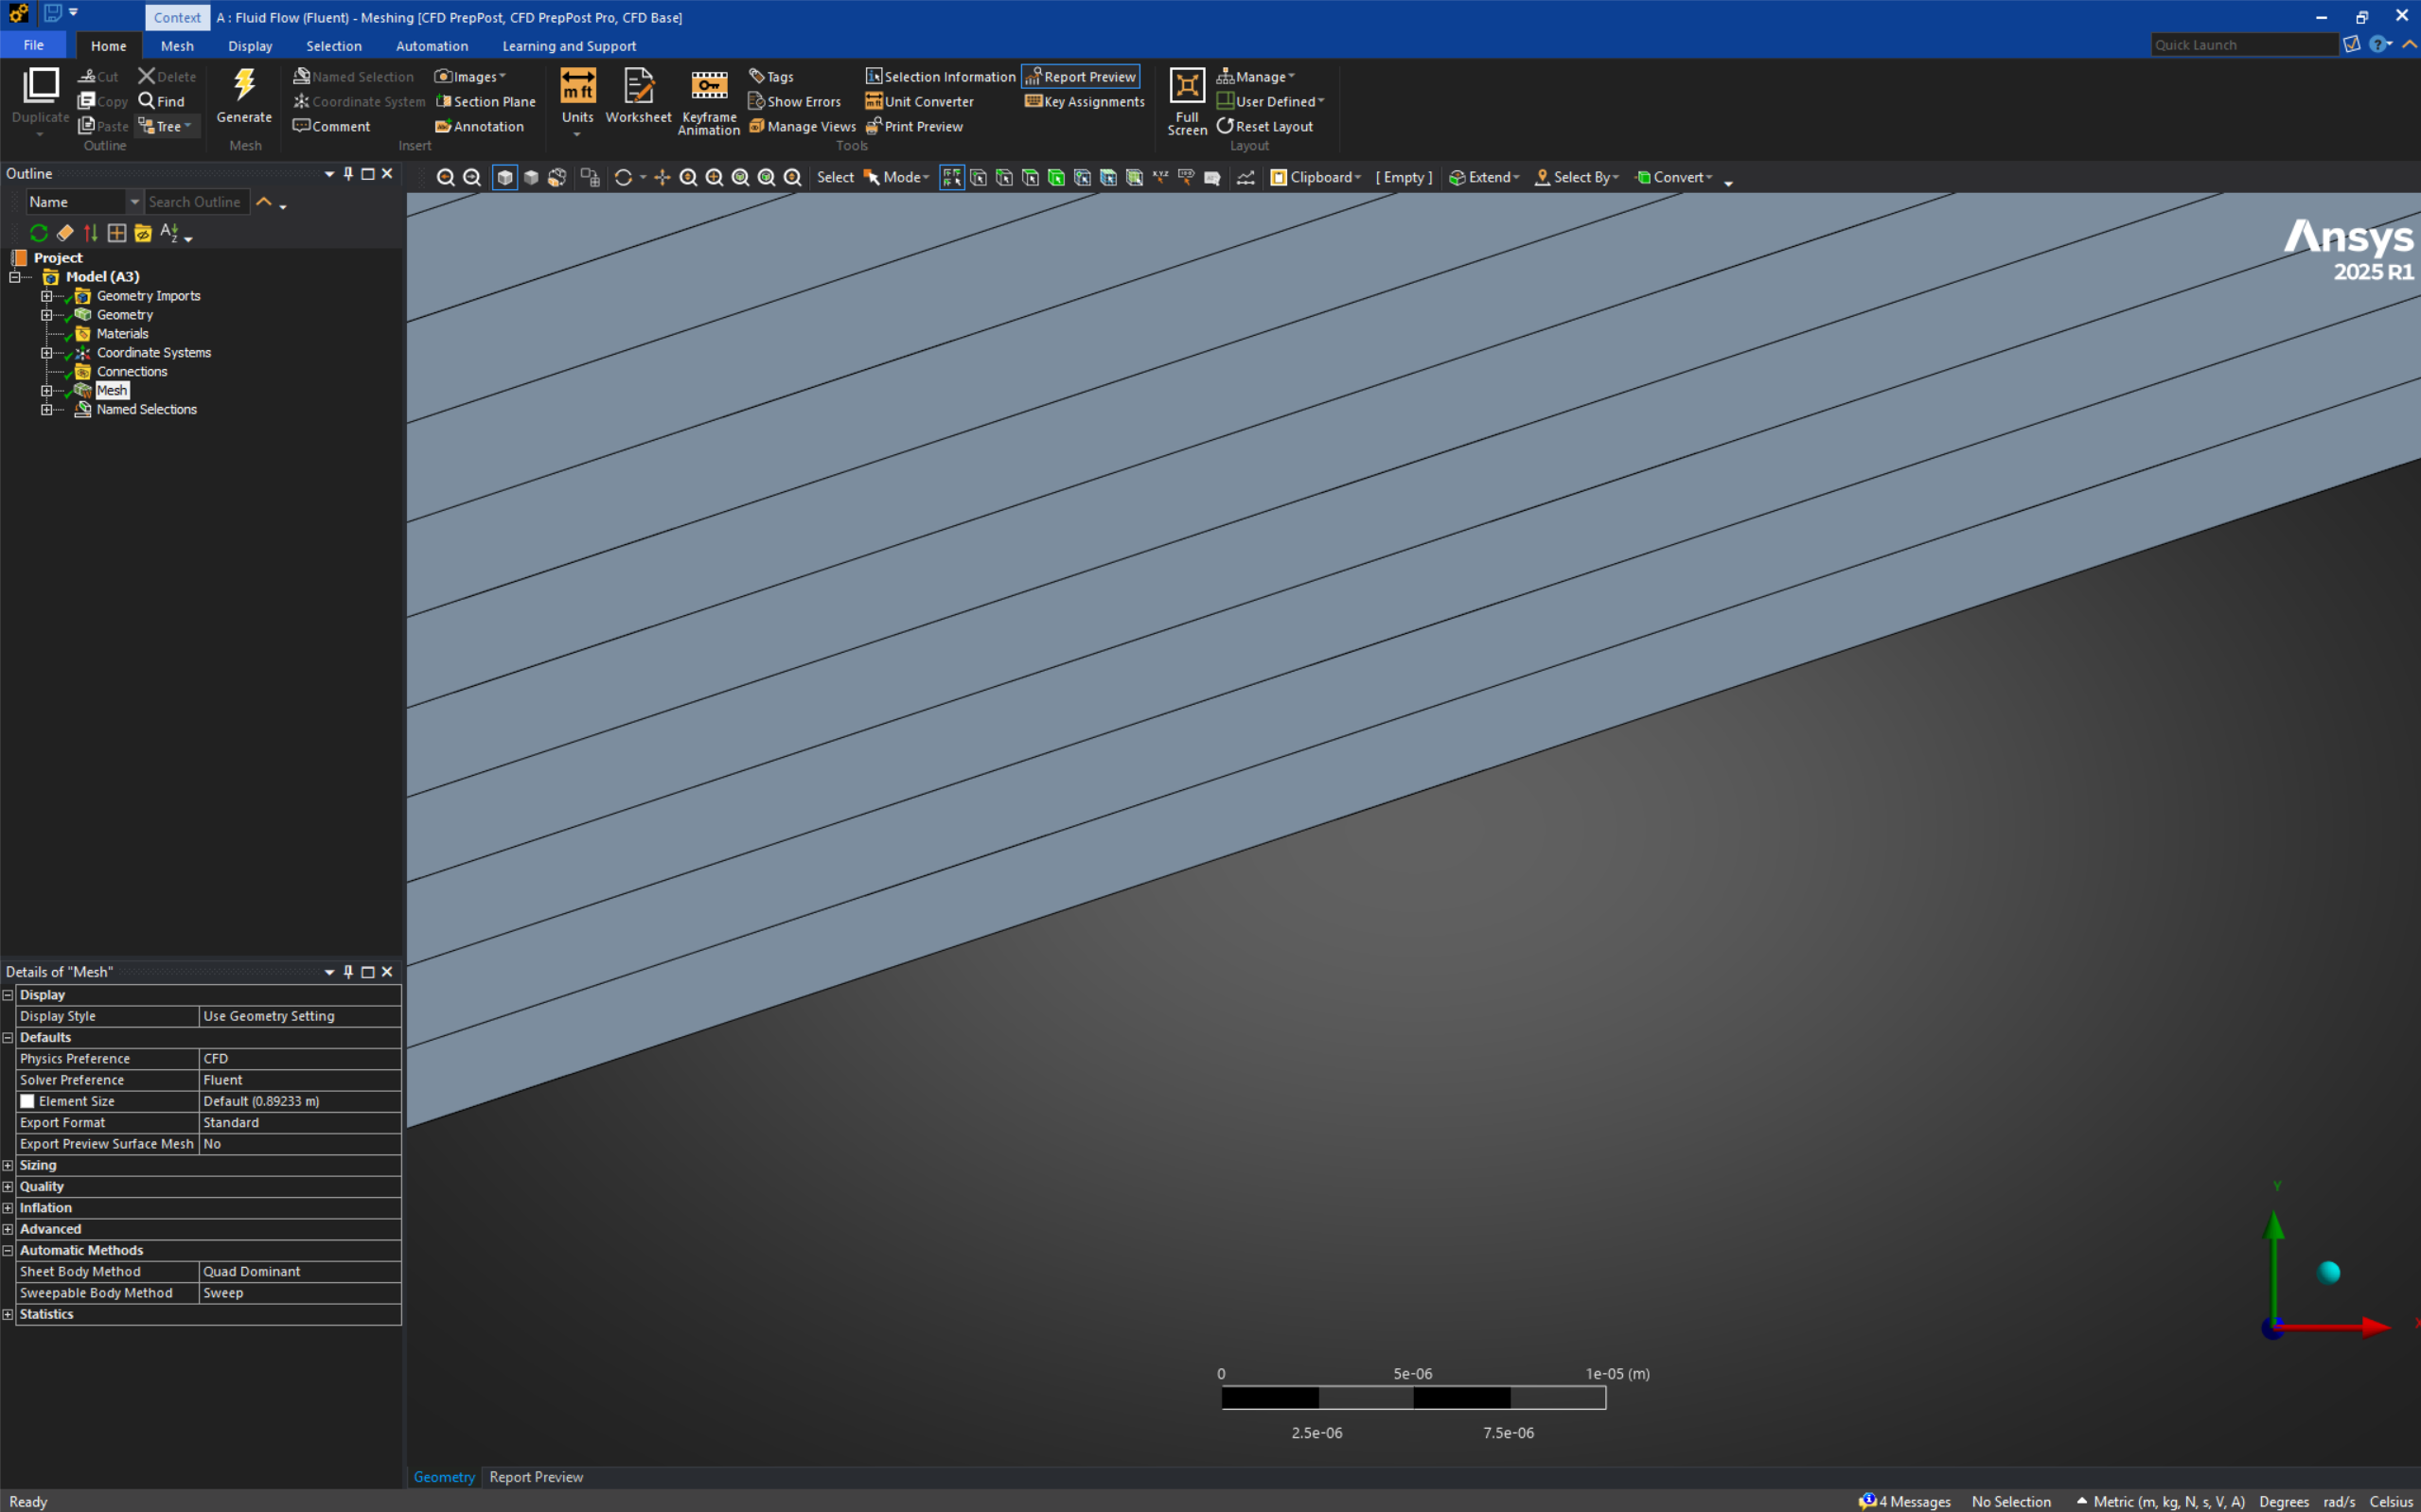 Context A : Fluid Flow (Fluent) - Meshing [CFD PrepPost, CFD PrepPost Pro, CFD Base]
File Home Mesh Display Selection Automation Learning and Support Quick Launch
Duplicate
Cut
Copy
Paste
Delete
Find
Tree
Outline
Generate
Mesh
Named Selection
Coordinate System
Comment
Images
Section Plane
Annotation
Insert
m ft
Units
Worksheet
Keyframe
Animation
Tags
Show Errors
Manage Views
Selection Information
Unit Converter
Print Preview
Report Preview
Key Assignments
Tools
Full
Screen
Manage
User Defined
Reset Layout
Layout
Outline
Name Search Outline
Select Mode Clipboard [ Empty ] Extend Select By Convert
Project
Model (A3)
Geometry Imports
Geometry
Materials
Coordinate Systems
Connections
Mesh
Named Selections
Ansys
2025 R1
Details of "Mesh"
Display
Display Style Use Geometry Setting
Defaults
Physics Preference CFD
Solver Preference Fluent
Element Size Default (0.89233 m)
Export Format Standard
Export Preview Surface Mesh No
Sizing
Quality
Inflation
Advanced
Automatic Methods
Sheet Body Method Quad Dominant
Sweepable Body Method Sweep
Statistics
Y
X
0 5e-06 1e-05 (m)
2.5e-06 7.5e-06
Geometry Report Preview
Ready 4 Messages No Selection Metric (m, kg, N, s, V, A) Degrees rad/s Celsius